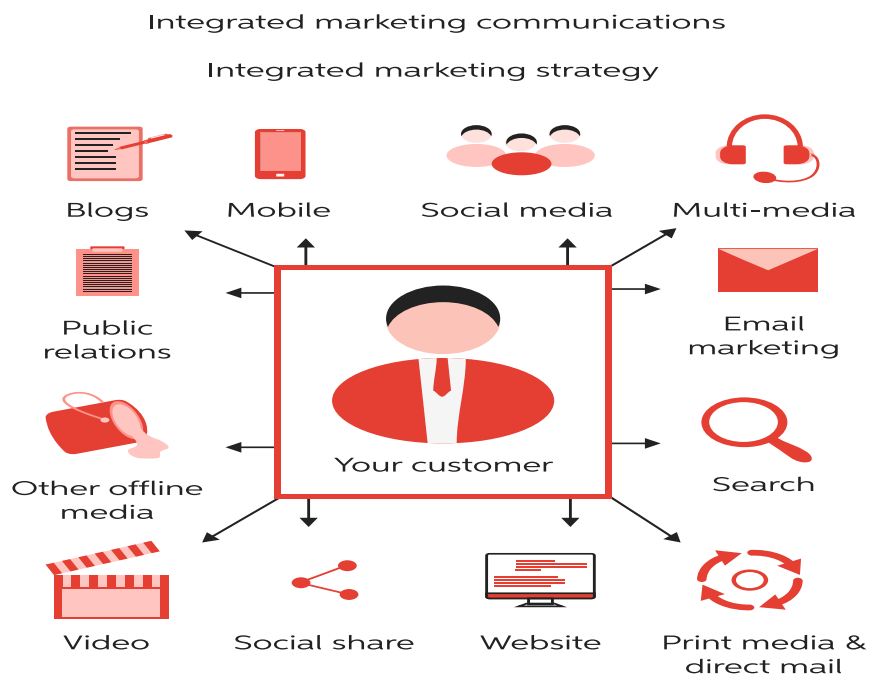 Integrated marketing communications
Integrated marketing strategy
Blogs
Mobile
Social media
Multi-media
Public
relations
Email
marketing
Your customer
Other offline
media
Search
Video
Social share
Website
Print media &
direct mail